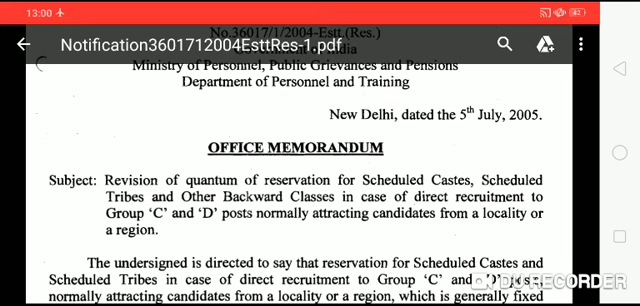 13:00
No.36017/1/2004-Estt.(Res.)
Notification3601712004EsttRes-1.pdf
Government of India
Ministry of Personnel, Public Grievances and Pensions
Department of Personnel and Training
New Delhi, dated the 5th July, 2005.
OFFICE MEMORANDUM
Subject: Revision of quantum of reservation for Scheduled Castes, Scheduled
Tribes and Other Backward Classes in case of direct recruitment to
Group ‘C’ and ‘D’ posts normally attracting candidates from a locality or
a region.
The undersigned is directed to say that reservation for Scheduled Castes and
Scheduled Tribes in case of direct recruitment to Group ‘C’ and ‘D’ posts
normally attracting candidates from a locality or a region, which is generally fixed
RECORDER